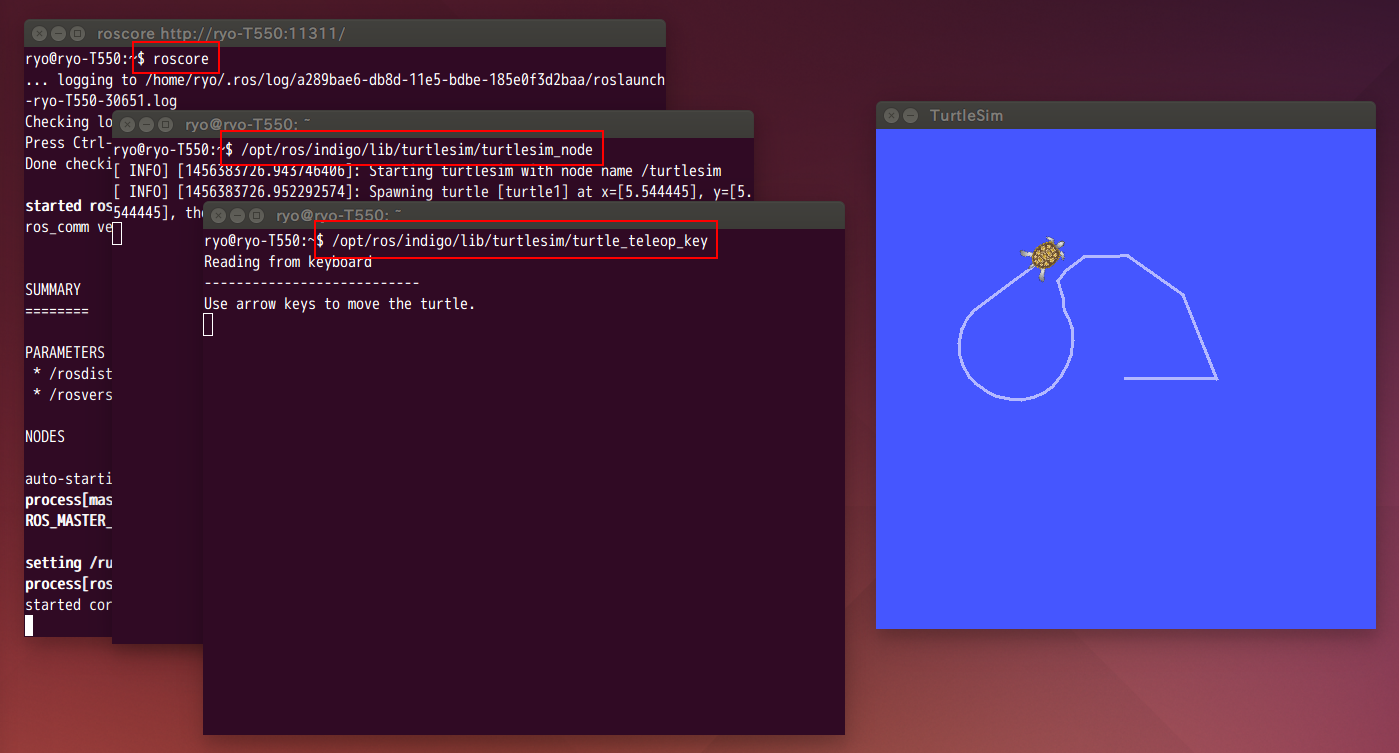 roscore http://ryo-T550:11311/
ryo@ryo-T550:~$ roscore
... logging to /home/ryo/.ros/log/a289bae6-db8d-11e5-bdbe-185e0f3d2baa/roslaunch
-ryo-T550-30651.log
Checking lo
Press Ctrl-
Done checki
started ros
ros_comm ve
SUMMARY
========
PARAMETERS
* /rosdist
* /rosvers
NODES
auto-starti
process[mas
ROS_MASTER_
setting /ru
process[ros
started cor
ryo@ryo-T550: ~
ryo@ryo-T550:~$ /opt/ros/indigo/lib/turtlesim/turtlesim_node
[ INFO] [1456383726.943746406]: Starting turtlesim with node name /turtlesim
[ INFO] [1456383726.952292574]: Spawning turtle [turtle1] at x=[5.544445], y=[5.
544445], the
ryo@ryo-T550: ~
ryo@ryo-T550:~$ /opt/ros/indigo/lib/turtlesim/turtle_teleop_key
Reading from keyboard
---------------------------
Use arrow keys to move the turtle.
TurtleSim